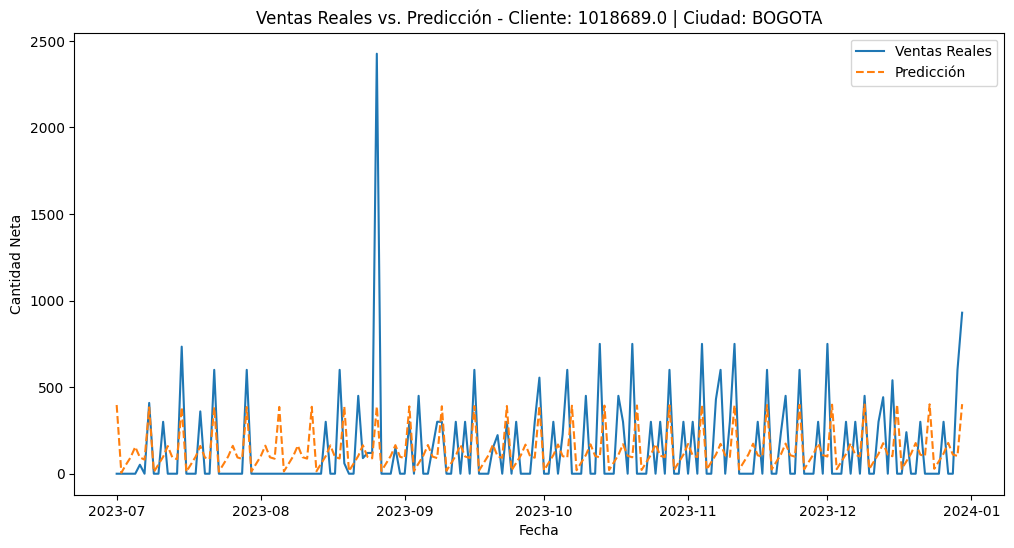 Ventas Reales vs. Predicción - Cliente: 1018689.0 | Ciudad: BOGOTA
Ventas Reales
Predicción
Cantidad Neta
2500
2000
1500
1000
500
0
2023-07
2023-08
2023-09
2023-10
2023-11
2023-12
2024-01
Fecha